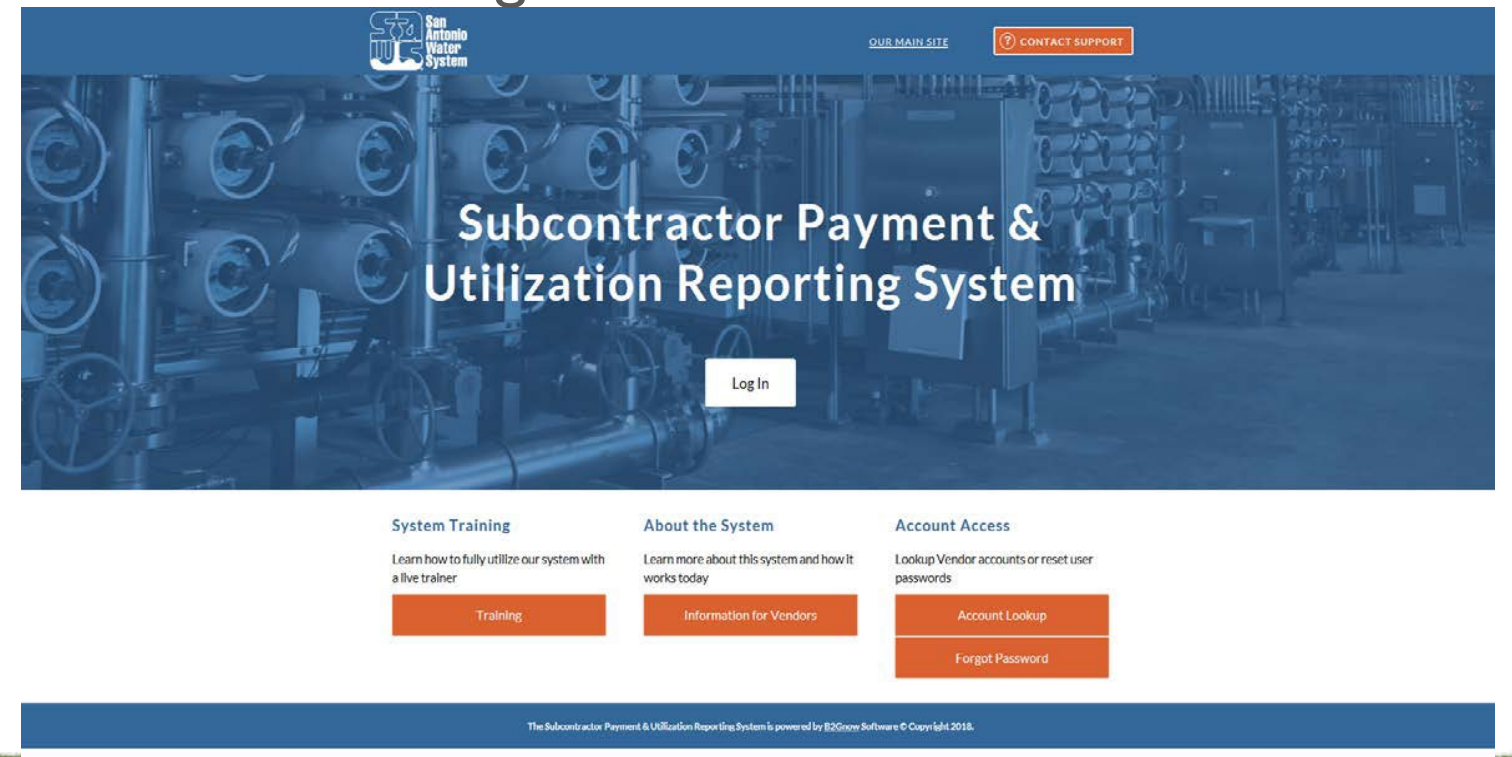 San
Antonio
Water
System
OUR MAIN SITE
? CONTACT SUPPORT
Subcontractor Payment &
Utilization Reporting System
Log In
System Training
Learn how to fully utilize our system with
a live trainer
Training
About the System
Learn more about this system and how it
works today
Information for Vendors
Account Access
Lookup Vendor accounts or reset user
passwords
Account Lookup
Forgot Password
The Subcontractor Payment & Utilization Reporting System is powered by B2Gnow Software © Copyright 2018.